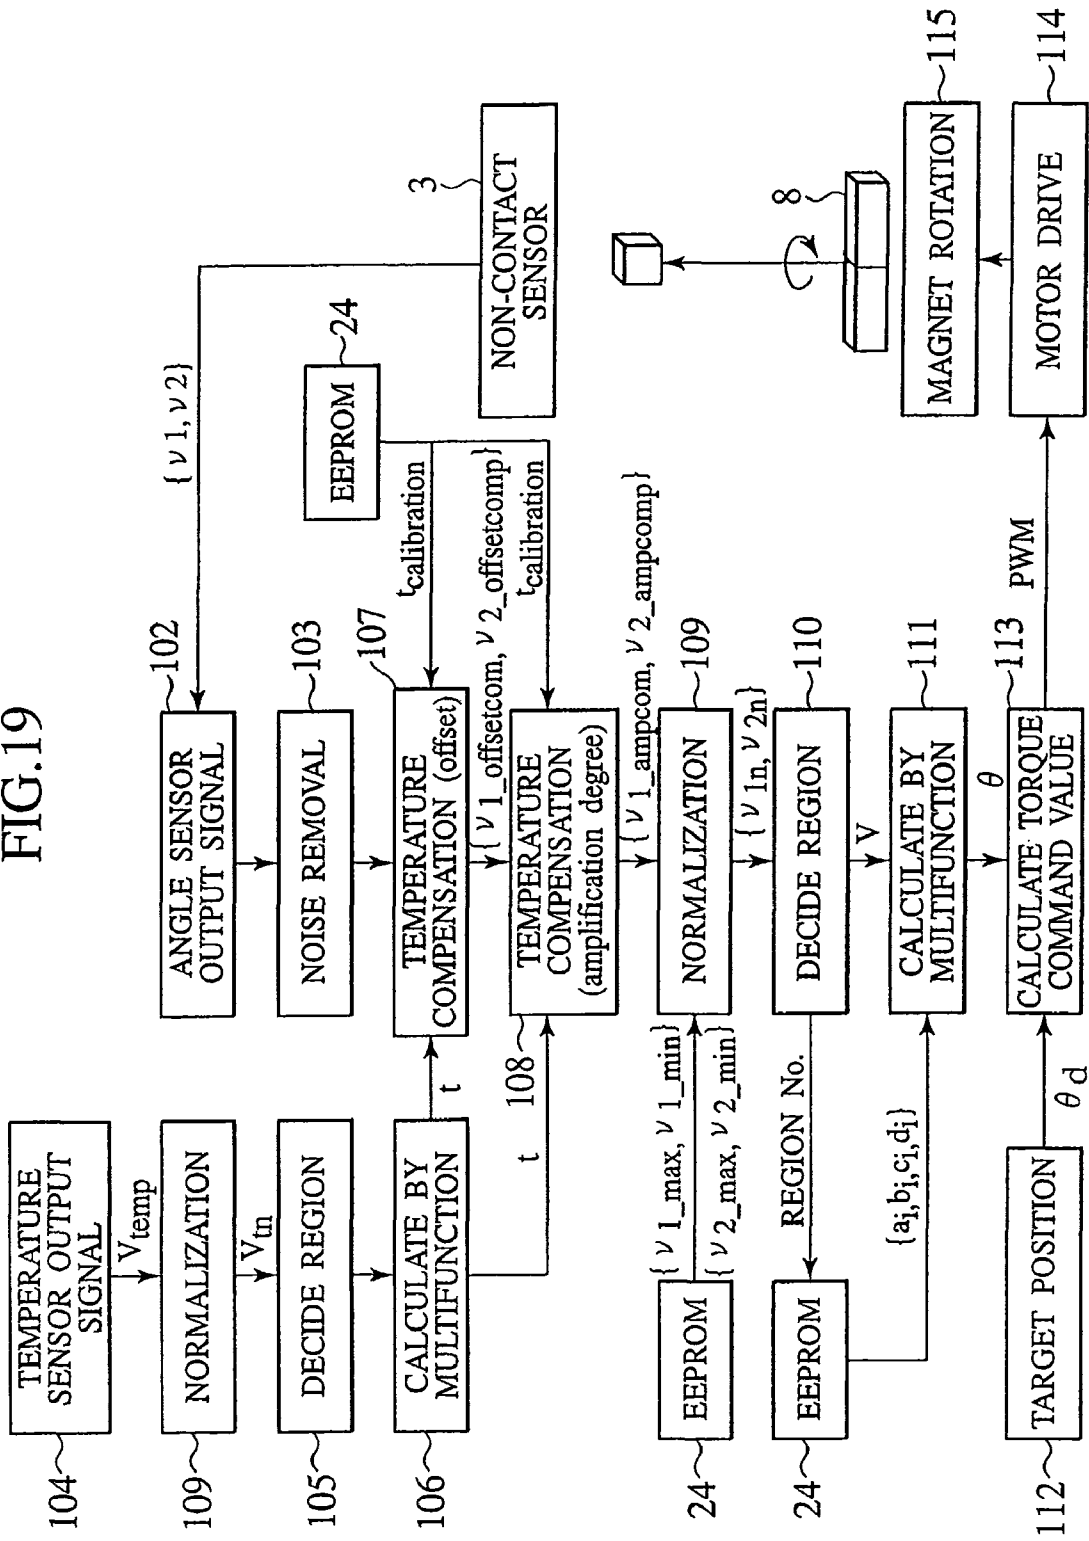 FIG.19
104
TEMPERATURE
SENSOR OUTPUT
SIGNAL
Vtemp
109
NORMALIZATION
Vtn
105
DECIDE REGION
106
CALCULATE BY
MULTIFUNCTION
t
t
102
ANGLE SENSOR
OUTPUT SIGNAL
{ν1,ν2}
103
NOISE REMOVAL
107
TEMPERATURE
COMPENSATION (offset)
tcalibration
{ν1_offsetcom,ν2_offsetcomp}
24
EEPROM
3
NON-CONTACT
SENSOR
108
TEMPERATURE
COMPENSATION
(amplification degree)
tcalibration
{ν1_ampcom,ν2_ampcomp}
24
EEPROM
{ν1_max,ν1_min}
{ν2_max,ν2_min}
109
NORMALIZATION
{ν1n,ν2n}
110
DECIDE REGION
REGION No.
V
24
EEPROM
{ai,bi,ci,di}
111
CALCULATE BY
MULTIFUNCTION
θ
112
TARGET POSITION
θd
113
CALCULATE TORQUE
COMMAND VALUE
PWM
8
MAGNET ROTATION
115
MOTOR DRIVE
114